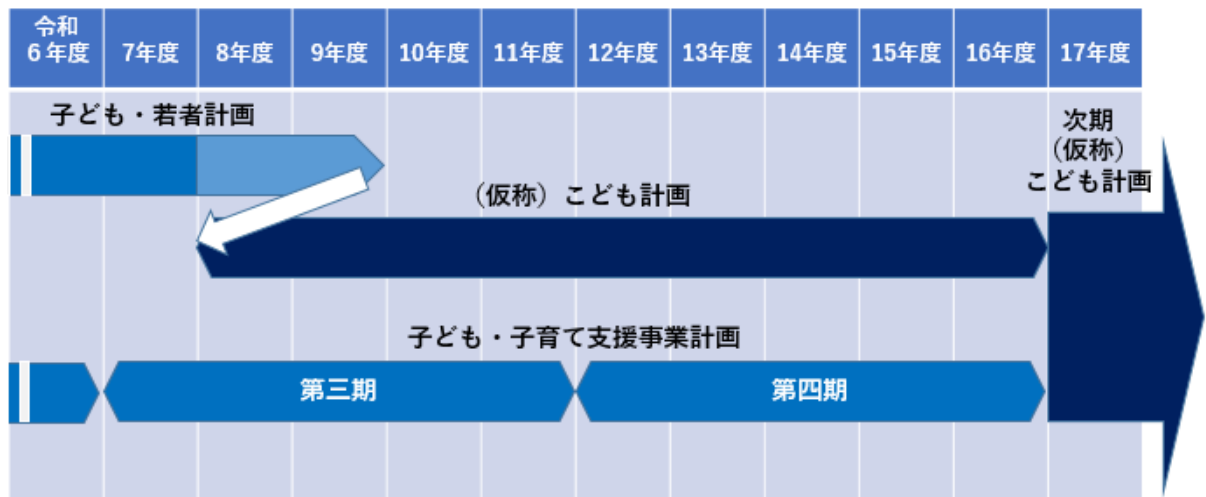 令和
6年度 7年度 8年度 9年度 10年度 11年度 12年度 13年度 14年度 15年度 16年度 17年度
子ども・若者計画
次期
（仮称）
こども計画
（仮称）こども計画
子ども・子育て支援事業計画
第三期 第四期